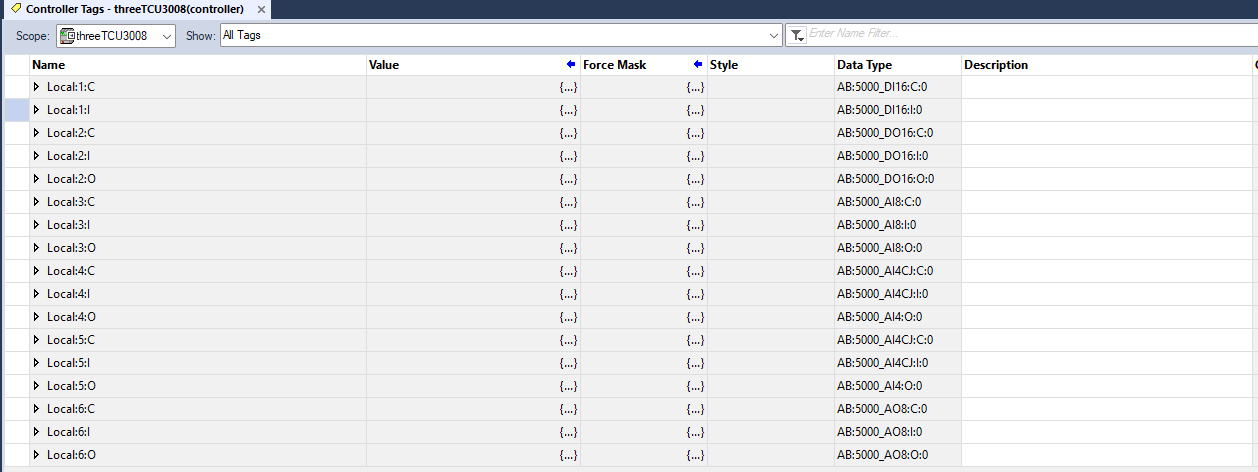 Controller Tags - threeTCU3008(controller) ×
Scope: threeTCU3008 Show: All Tags Enter Name Filter...
Name Value Force Mask Style Data Type Description
Local:1:C {...} {...} AB:5000_DI16:C:0
Local:1:I {...} {...} AB:5000_DI16:I:0
Local:2:C {...} {...} AB:5000_DO16:C:0
Local:2:I {...} {...} AB:5000_DO16:I:0
Local:2:O {...} {...} AB:5000_DO16:O:0
Local:3:C {...} {...} AB:5000_AI8:C:0
Local:3:I {...} {...} AB:5000_AI8:I:0
Local:3:O {...} {...} AB:5000_AI8:O:0
Local:4:C {...} {...} AB:5000_AI4CJ:C:0
Local:4:I {...} {...} AB:5000_AI4CJ:I:0
Local:4:O {...} {...} AB:5000_AI4:O:0
Local:5:C {...} {...} AB:5000_AI4CJ:C:0
Local:5:I {...} {...} AB:5000_AI4CJ:I:0
Local:5:O {...} {...} AB:5000_AI4:O:0
Local:6:C {...} {...} AB:5000_AO8:C:0
Local:6:I {...} {...} AB:5000_AO8:I:0
Local:6:O {...} {...} AB:5000_AO8:O:0